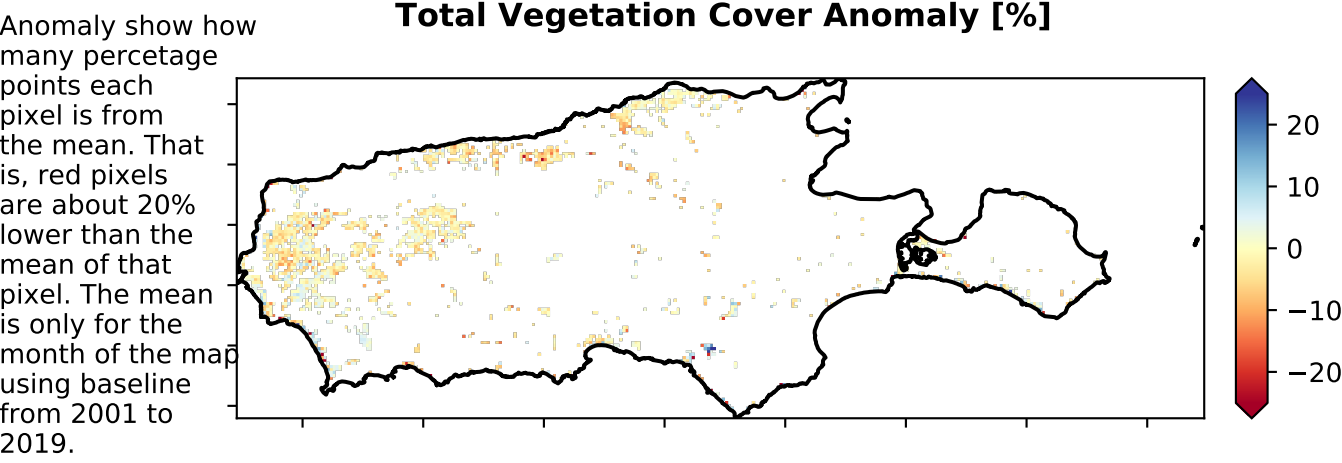 Total Vegetation Cover Anomaly [%]
Anomaly show how
many percetage
points each
pixel is from
the mean. That
is, red pixels
are about 20%
lower than the
mean of that
pixel. The mean
is only for the
month of the map
using baseline
from 2001 to
2019.
20
10
0
−10
−20